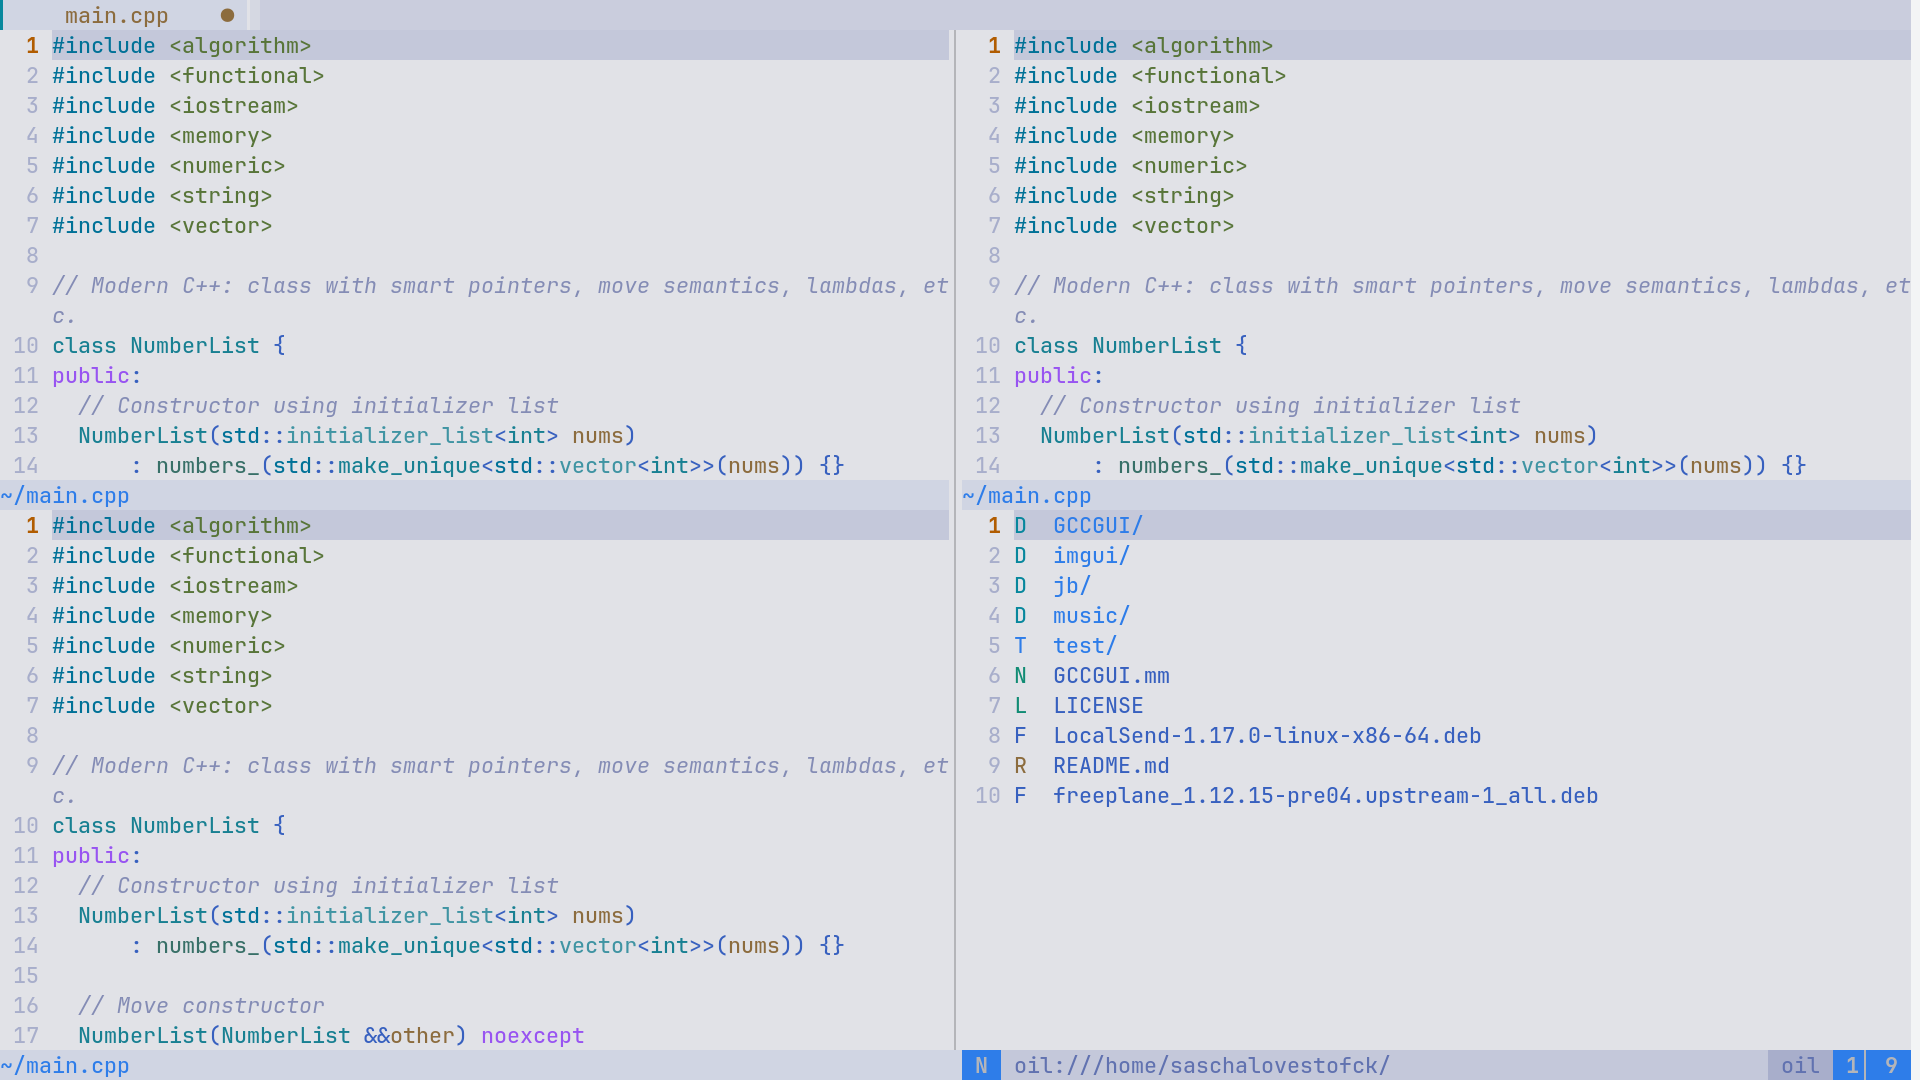 main.cpp ●
1 #include <algorithm>
2 #include <functional>
3 #include <iostream>
4 #include <memory>
5 #include <numeric>
6 #include <string>
7 #include <vector>
8
9 // Modern C++: class with smart pointers, move semantics, lambdas, et
c.
10 class NumberList {
11 public:
12   // Constructor using initializer list
13   NumberList(std::initializer_list<int> nums)
14       : numbers_(std::make_unique<std::vector<int>>(nums)) {}
~/main.cpp
1 #include <algorithm>
2 #include <functional>
3 #include <iostream>
4 #include <memory>
5 #include <numeric>
6 #include <string>
7 #include <vector>
8
9 // Modern C++: class with smart pointers, move semantics, lambdas, et
c.
10 class NumberList {
11 public:
12   // Constructor using initializer list
13   NumberList(std::initializer_list<int> nums)
14       : numbers_(std::make_unique<std::vector<int>>(nums)) {}
15
16   // Move constructor
17   NumberList(NumberList &&other) noexcept
~/main.cpp
1 #include <algorithm>
2 #include <functional>
3 #include <iostream>
4 #include <memory>
5 #include <numeric>
6 #include <string>
7 #include <vector>
8
9 // Modern C++: class with smart pointers, move semantics, lambdas, et
c.
10 class NumberList {
11 public:
12   // Constructor using initializer list
13   NumberList(std::initializer_list<int> nums)
14       : numbers_(std::make_unique<std::vector<int>>(nums)) {}
~/main.cpp
1 D  GCCGUI/
2 D  imgui/
3 D  jb/
4 D  music/
5 T  test/
6 N  GCCGUI.mm
7 L  LICENSE
8 F  LocalSend-1.17.0-linux-x86-64.deb
9 R  README.md
10 F  freeplane_1.12.15-pre04.upstream-1_all.deb
N oil:///home/saschalovestofck/ oil 1 9